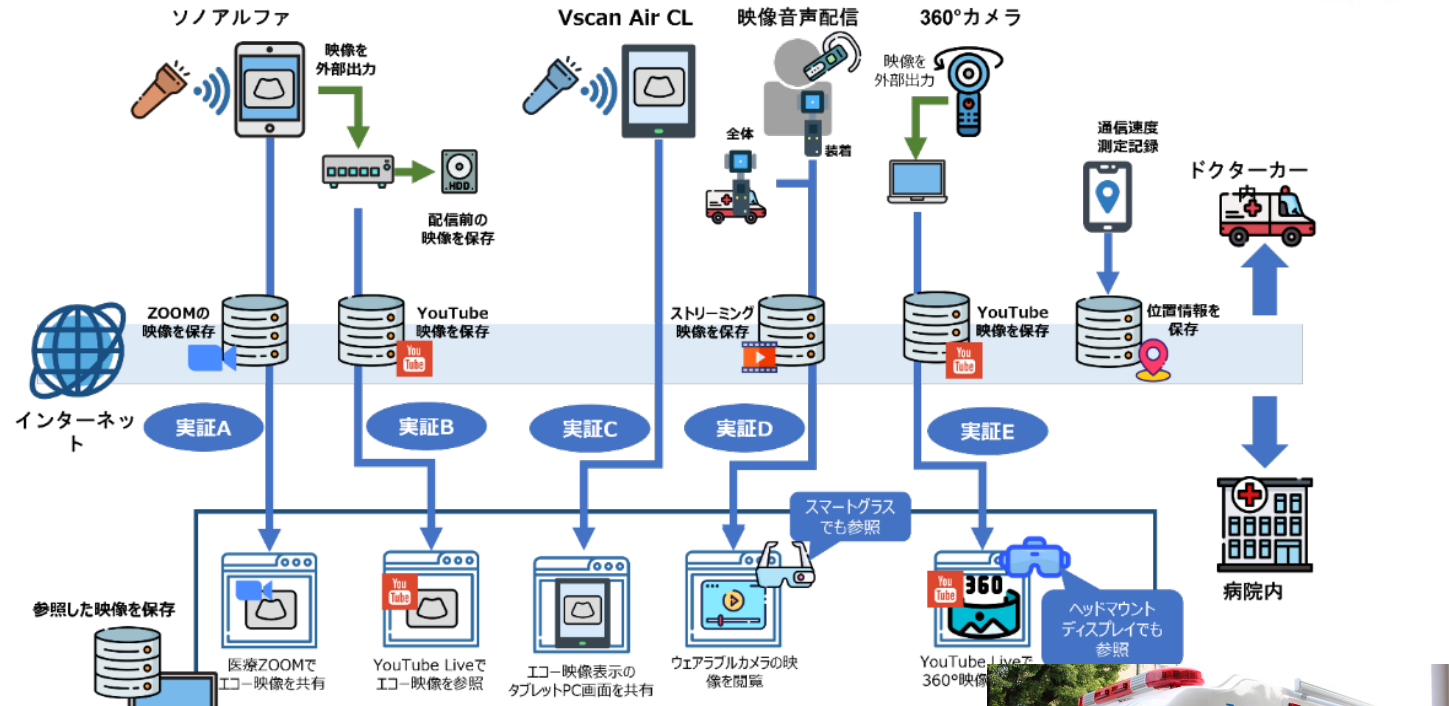 ソノアルファ
Vscan Air CL
映像音声配信
360°カメラ
映像を
外部出力
映像を
外部出力
全体
装着
通信速度
測定記録
ドクターカー
内
HDD
配信前の
映像を保存
ZOOMの
映像を保存
YouTube
映像を保存
You
Tube
ストリーミング
映像を保存
YouTube
映像を保存
You
Tube
位置情報を
保存
インターネッ
ト
実証A
実証B
実証C
実証D
実証E
スマートグラス
でも参照
病院内
参照した映像を保存
You
Tube
You
Tube
360
ヘッドマウント
ディスプレイでも
参照
医療ZOOMで
エコー映像を共有
YouTube Liveで
エコー映像を参照
エコー映像表示の
タブレットPC画面を共有
ウェアラブルカメラの映
像を閲覧
YouTube Liveで
360°映像